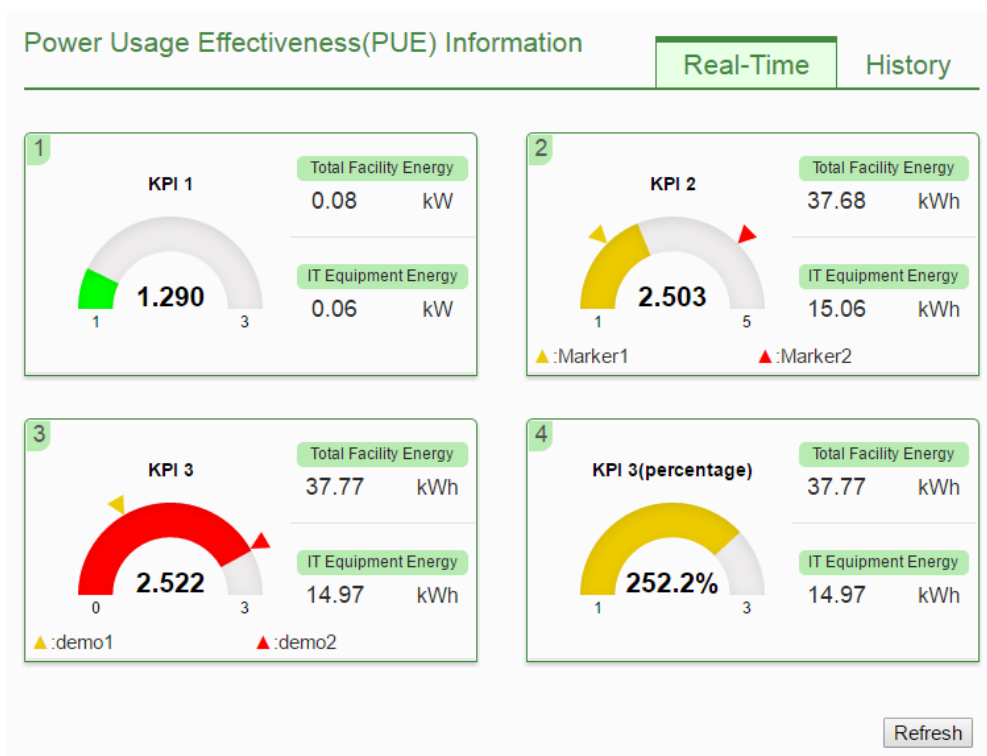 Power Usage Effectiveness(PUE) Information
Real-Time
History
1
KPI 1
1.290
1
3
Total Facility Energy
0.08 kW
IT Equipment Energy
0.06 kW
2
KPI 2
2.503
1
5
Total Facility Energy
37.68 kWh
IT Equipment Energy
15.06 kWh
:Marker1
:Marker2
3
KPI 3
2.522
0
3
Total Facility Energy
37.77 kWh
IT Equipment Energy
14.97 kWh
:demo1
:demo2
4
KPI 3(percentage)
252.2%
1
3
Total Facility Energy
37.77 kWh
IT Equipment Energy
14.97 kWh
Refresh